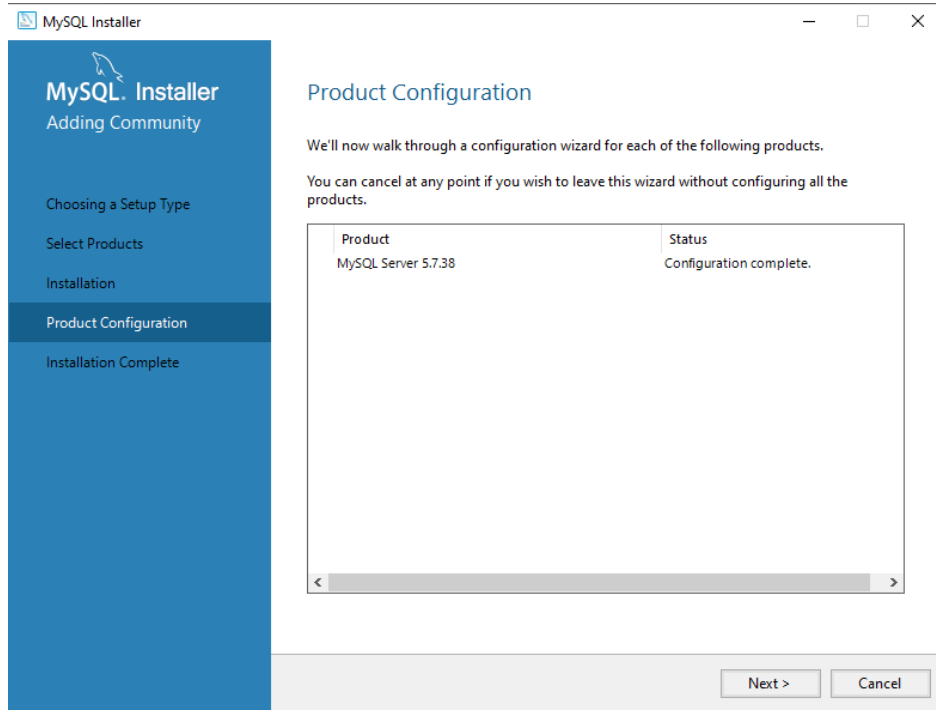 MySQL Installer
MySQL. Installer
Adding Community
Choosing a Setup Type
Select Products
Installation
Product Configuration
Installation Complete
Product Configuration
We'll now walk through a configuration wizard for each of the following products.
You can cancel at any point if you wish to leave this wizard without configuring all the
products.
Product Status
MySQL Server 5.7.38 Configuration complete.
Next > Cancel